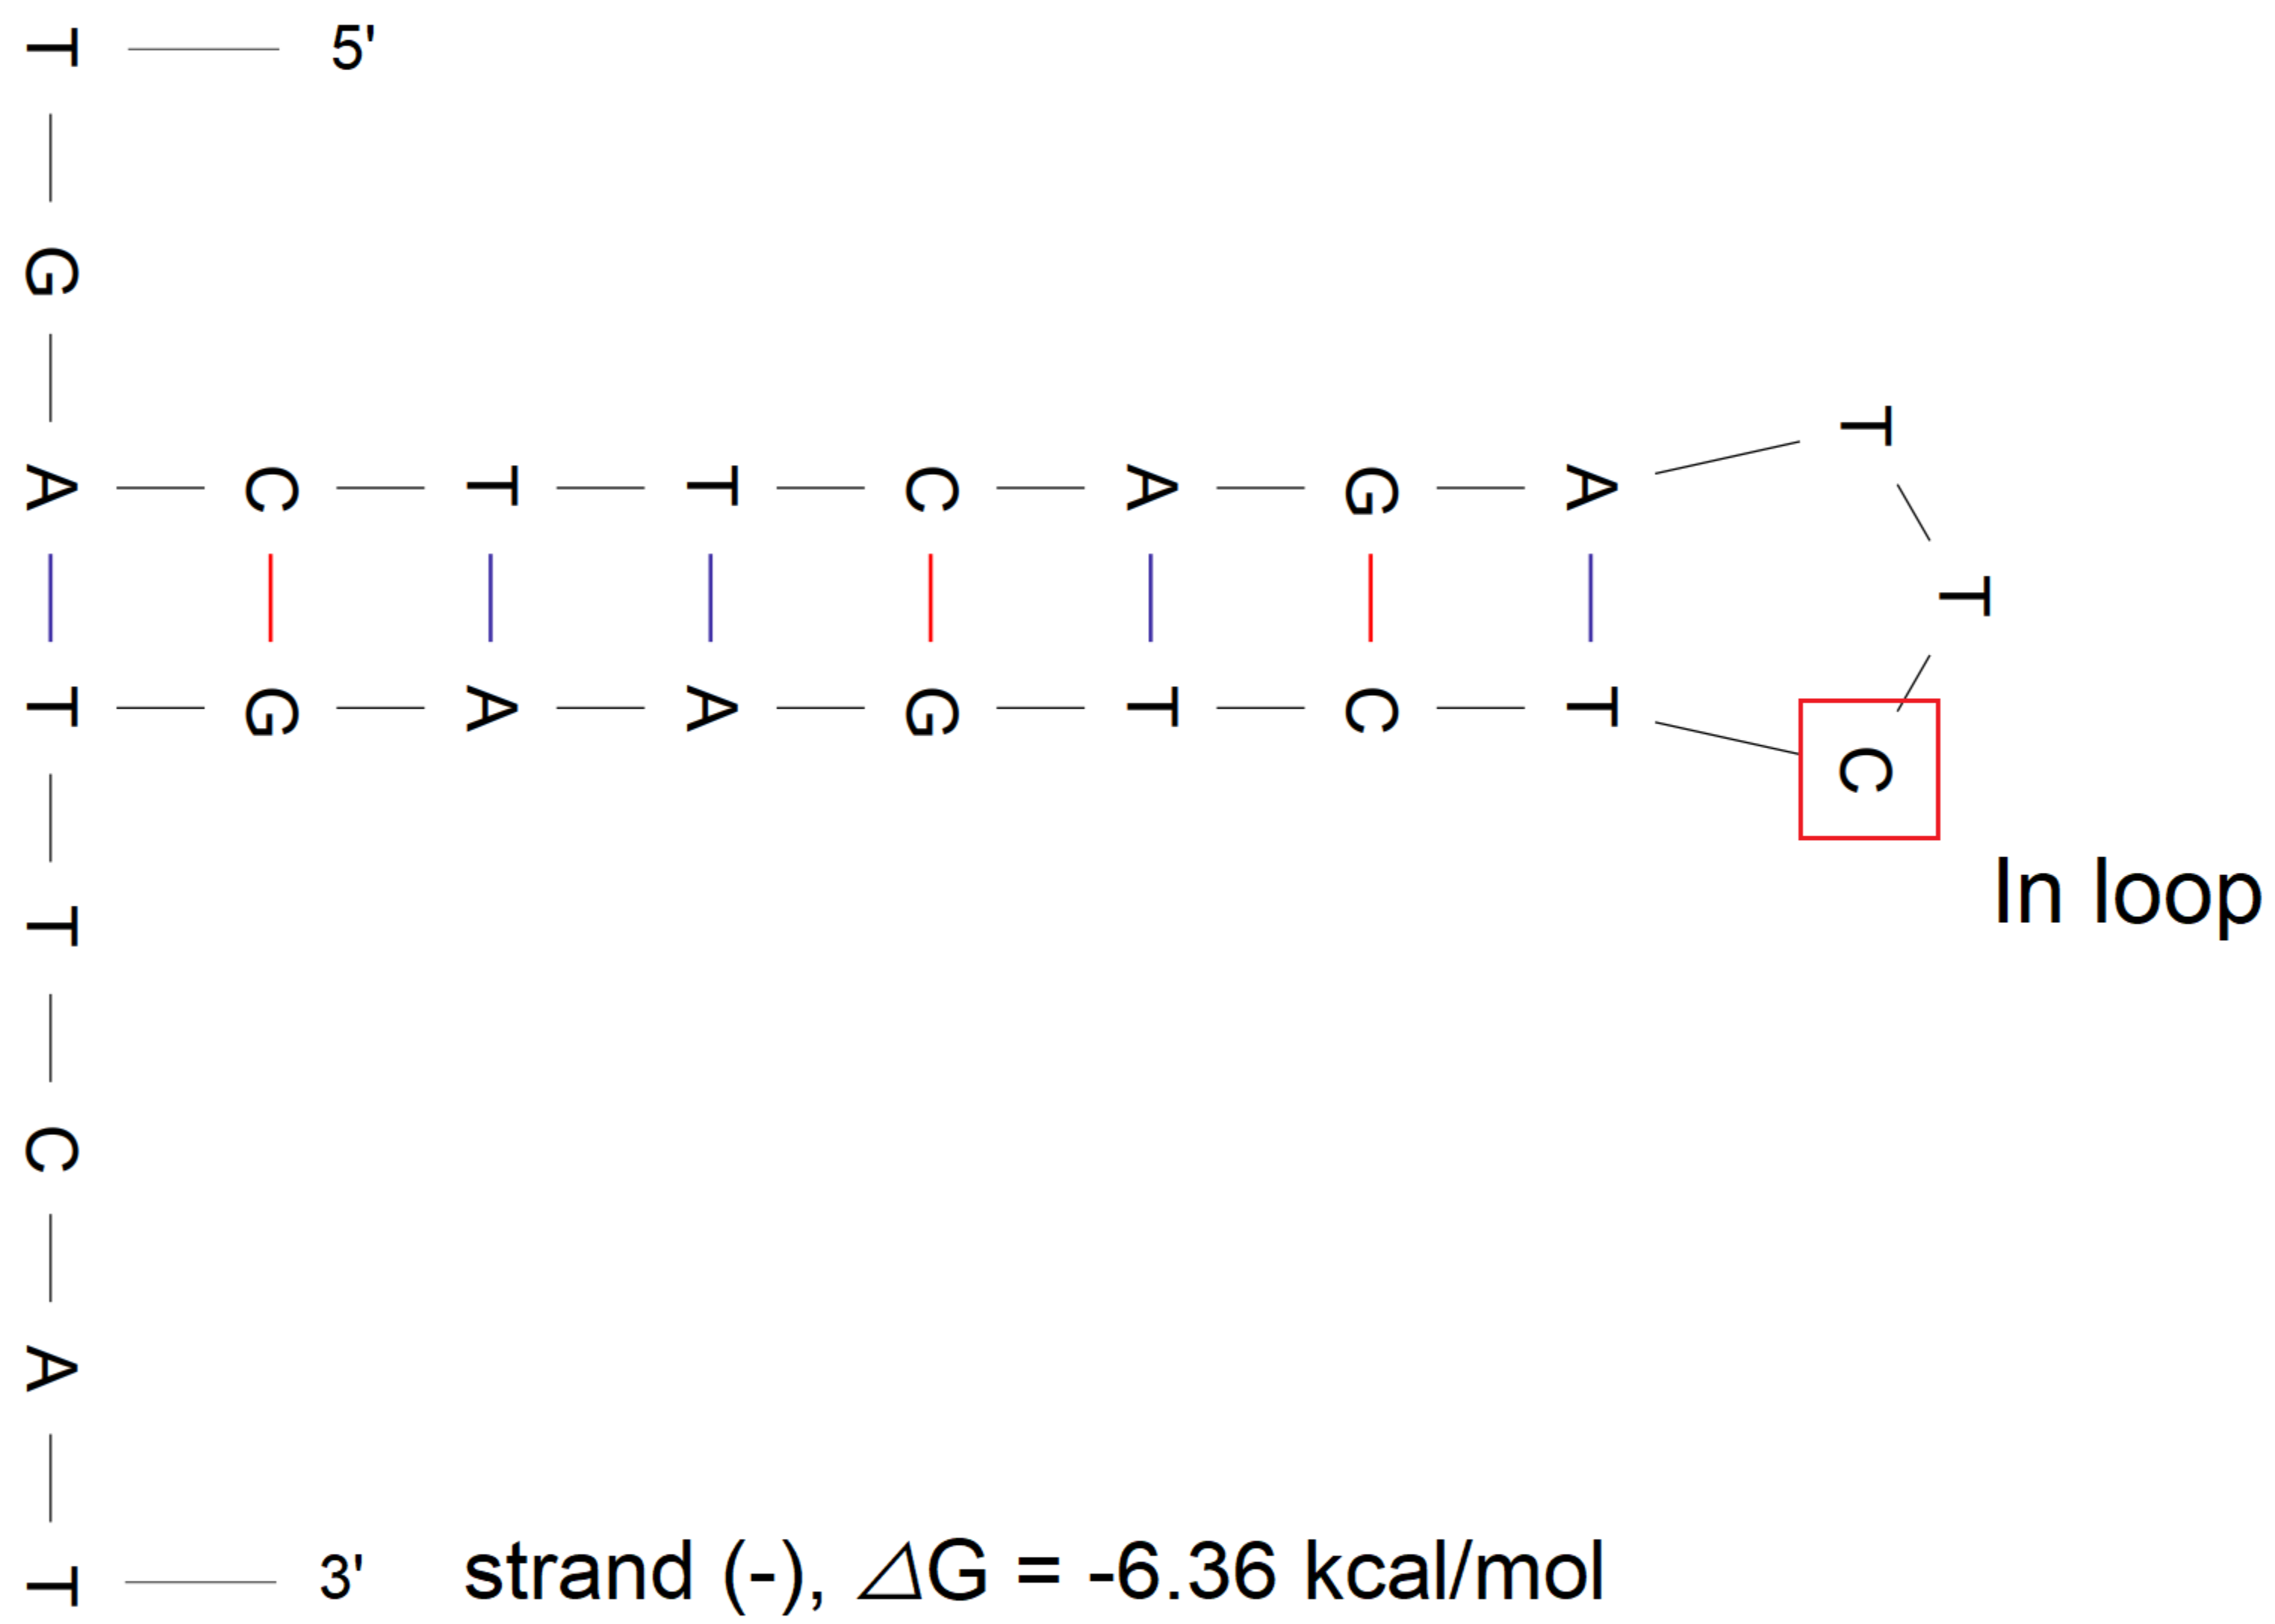 T 5'
G
A C T T C A G A T
T
T G A A G T C T C
In loop
T
C
A
T 3' strand (-), ΔG = -6.36 kcal/mol